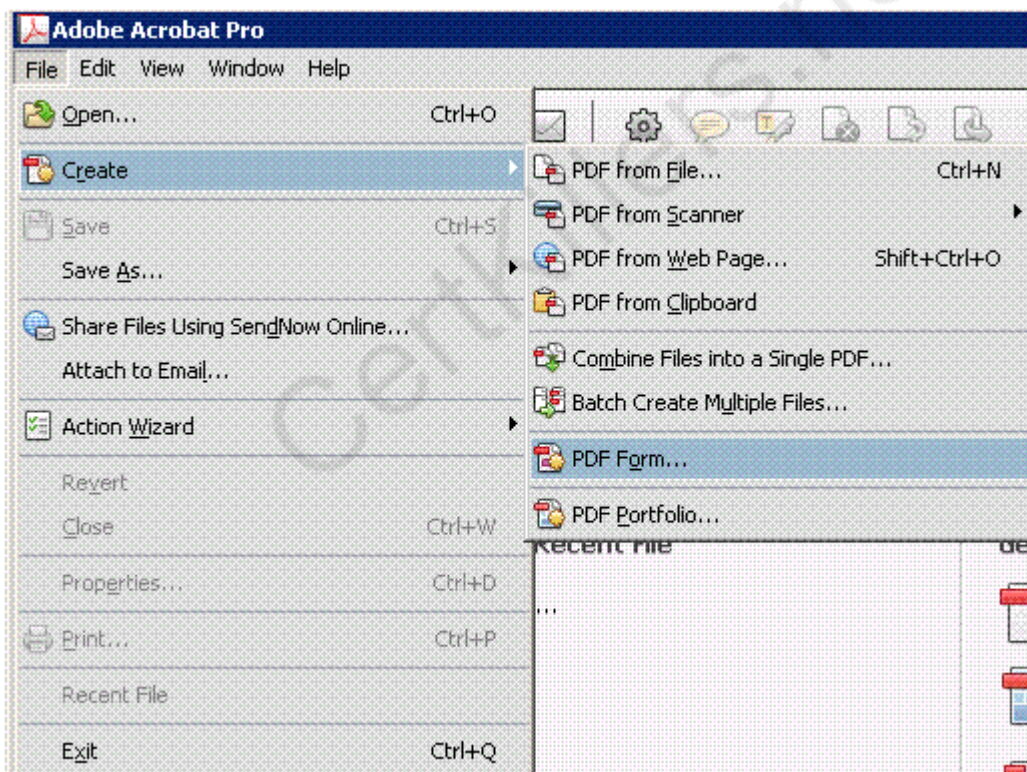 Adobe Acrobat Pro
File Edit View Window Help
Open... Ctrl+O
Create
Save Ctrl+S
Save As...
Share Files Using SendNow Online...
Attach to Email...
Action Wizard
Revert
Close Ctrl+W
Properties... Ctrl+D
Print... Ctrl+P
Recent File
Exit Ctrl+Q
PDF from File... Ctrl+N
PDF from Scanner
PDF from Web Page... Shift+Ctrl+O
PDF from Clipboard
Combine Files into a Single PDF...
Batch Create Multiple Files...
PDF Form...
PDF Portfolio...
Recent File
...